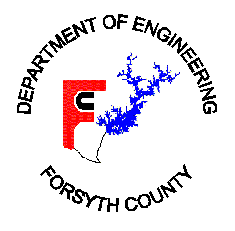 DEPARTMENT OF ENGINEERING
FORSYTH COUNTY